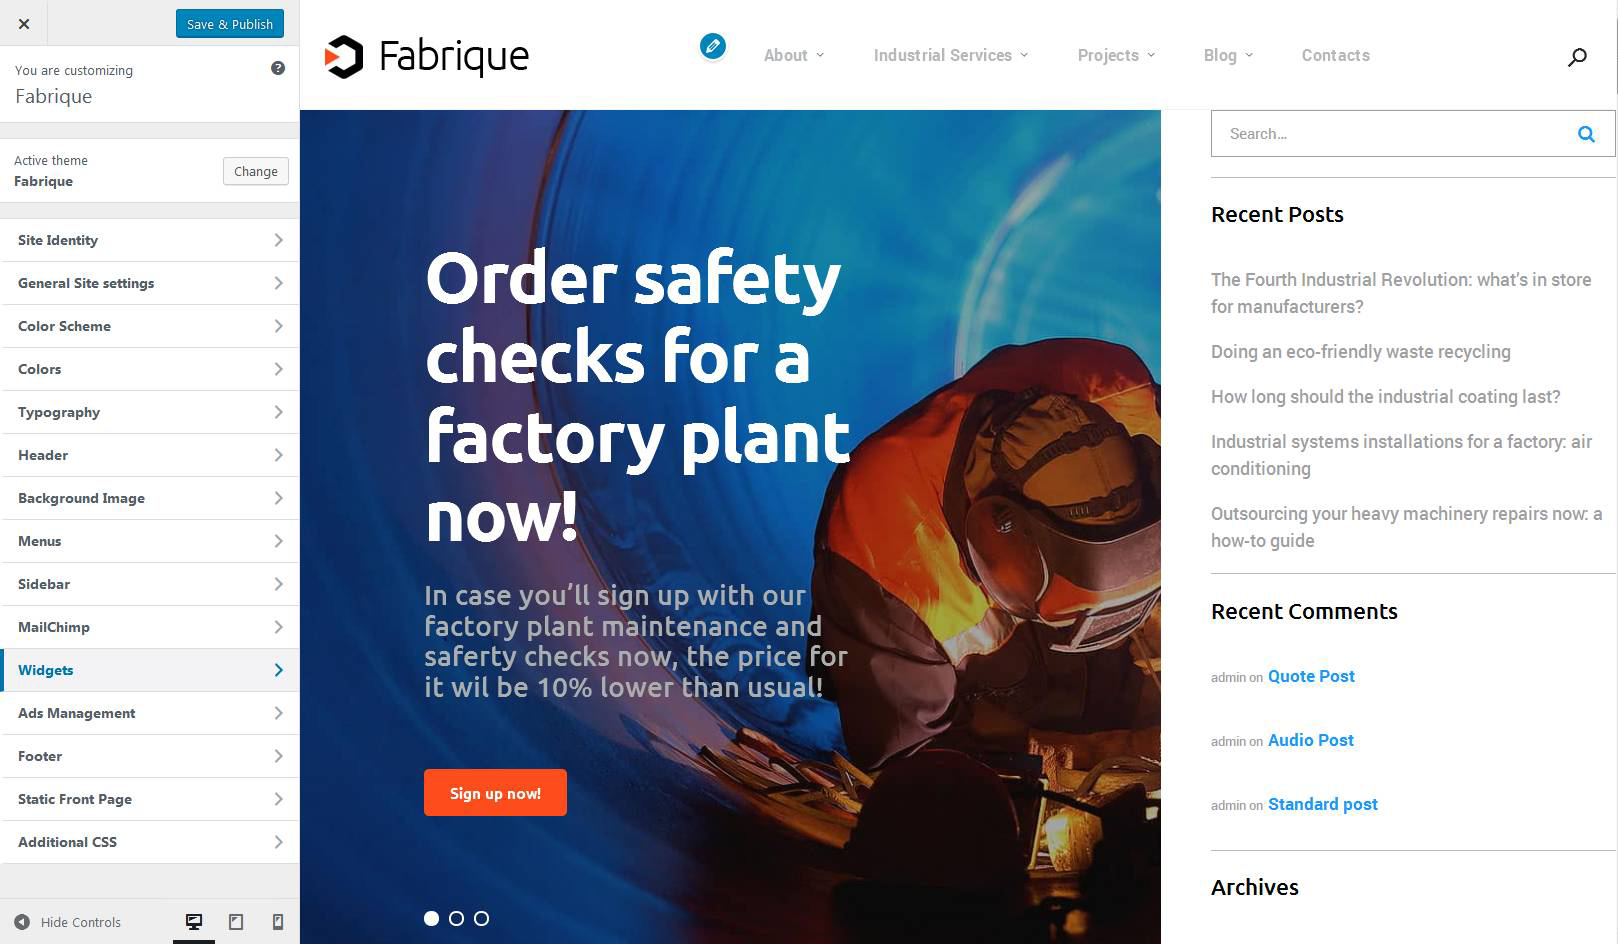 Save & Publish
You are customizing
Fabrique
Active theme
Fabrique
Change
Site Identity
General Site settings
Color Scheme
Colors
Typography
Header
Background Image
Menus
Sidebar
MailChimp
Widgets
Ads Management
Footer
Static Front Page
Additional CSS
Hide Controls
Fabrique
About
Industrial Services
Projects
Blog
Contacts
Order safety
checks for a
factory plant
now!
In case you’ll sign up with our
factory plant maintenance and
saferty checks now, the price for
it wil be 10% lower than usual!
Sign up now!
Search...
Recent Posts
The Fourth Industrial Revolution: what’s in store
for manufacturers?
Doing an eco-friendly waste recycling
How long should the industrial coating last?
Industrial systems installations for a factory: air
conditioning
Outsourcing your heavy machinery repairs now: a
how-to guide
Recent Comments
admin on Quote Post
admin on Audio Post
admin on Standard post
Archives